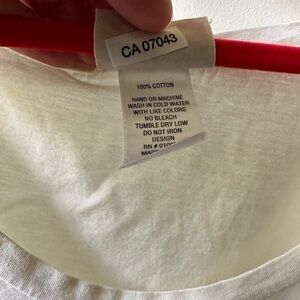 CA 07043
100% COTTON
HAND OR MACHINE
WASH IN COLD WATER
WITH LIKE COLORS
NO BLEACH
TUMBLE DRY LOW
DO NOT IRON
DESIGN
RN #